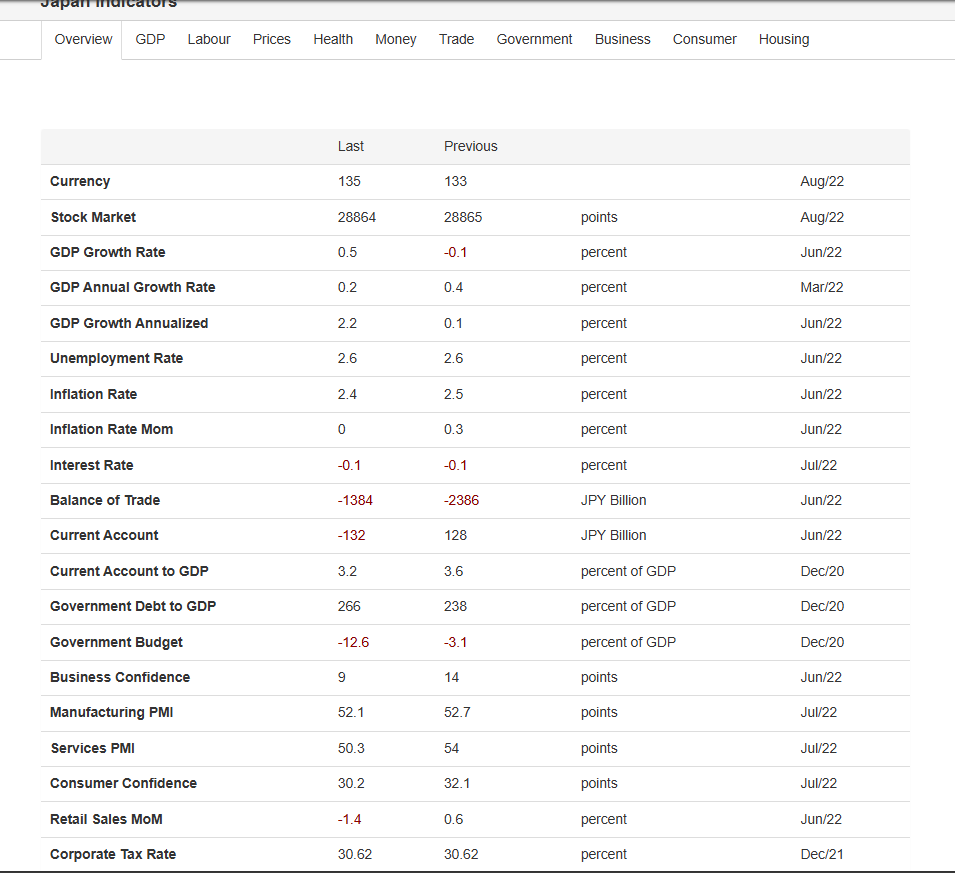 Japan Indicators
Overview GDP Labour Prices Health Money Trade Government Business Consumer Housing
Last Previous
Currency 135 133 Aug/22
Stock Market 28864 28865 points Aug/22
GDP Growth Rate 0.5 -0.1 percent Jun/22
GDP Annual Growth Rate 0.2 0.4 percent Mar/22
GDP Growth Annualized 2.2 0.1 percent Jun/22
Unemployment Rate 2.6 2.6 percent Jun/22
Inflation Rate 2.4 2.5 percent Jun/22
Inflation Rate Mom 0 0.3 percent Jun/22
Interest Rate -0.1 -0.1 percent Jul/22
Balance of Trade -1384 -2386 JPY Billion Jun/22
Current Account -132 128 JPY Billion Jun/22
Current Account to GDP 3.2 3.6 percent of GDP Dec/20
Government Debt to GDP 266 238 percent of GDP Dec/20
Government Budget -12.6 -3.1 percent of GDP Dec/20
Business Confidence 9 14 points Jun/22
Manufacturing PMI 52.1 52.7 points Jul/22
Services PMI 50.3 54 points Jul/22
Consumer Confidence 30.2 32.1 points Jul/22
Retail Sales MoM -1.4 0.6 percent Jun/22
Corporate Tax Rate 30.62 30.62 percent Dec/21